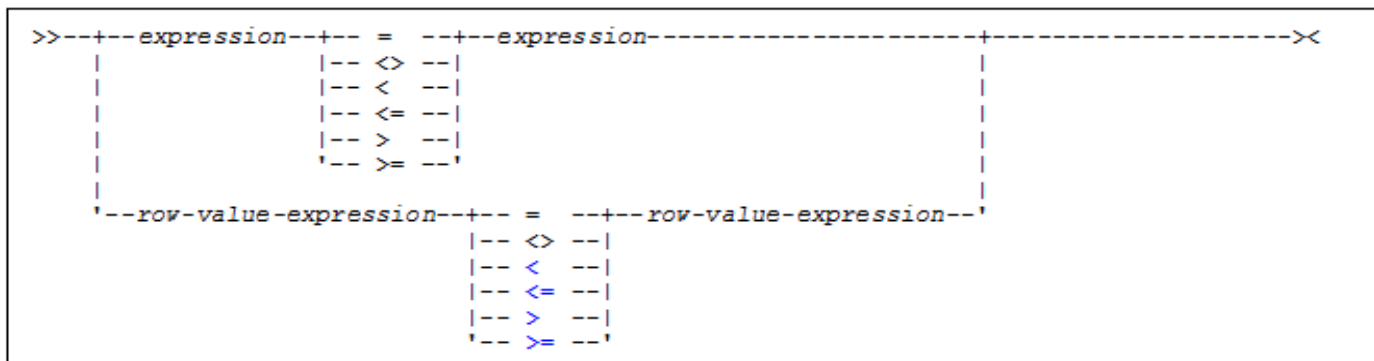 >>--+--expression--+-- =  --+--expression----------------------+--------------------><
    |              |-- <> --|                                  |
    |              |-- <  --|                                  |
    |              |-- <= --|                                  |
    |              |-- >  --|                                  |
    |              '-- >= --'                                  |
    |                                                          |
    '--row-value-expression--+-- =  --+--row-value-expression--'
                             |-- <> --|
                             |-- <  --|
                             |-- <= --|
                             |-- >  --|
                             '-- >= --'